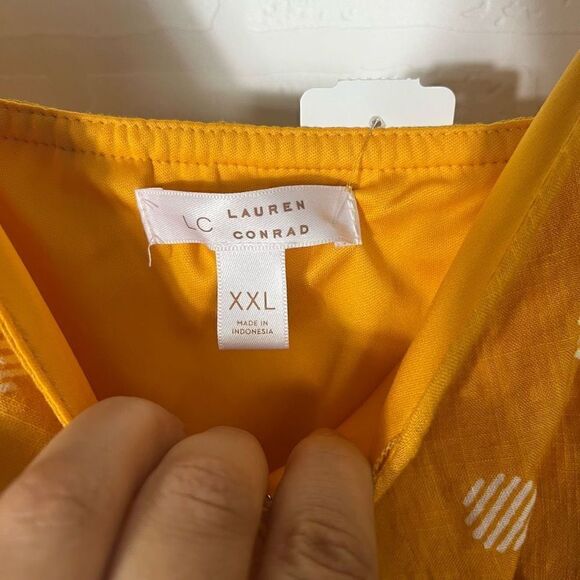 LC LAUREN
CONRAD
XXL
MADE IN
INDONESIA